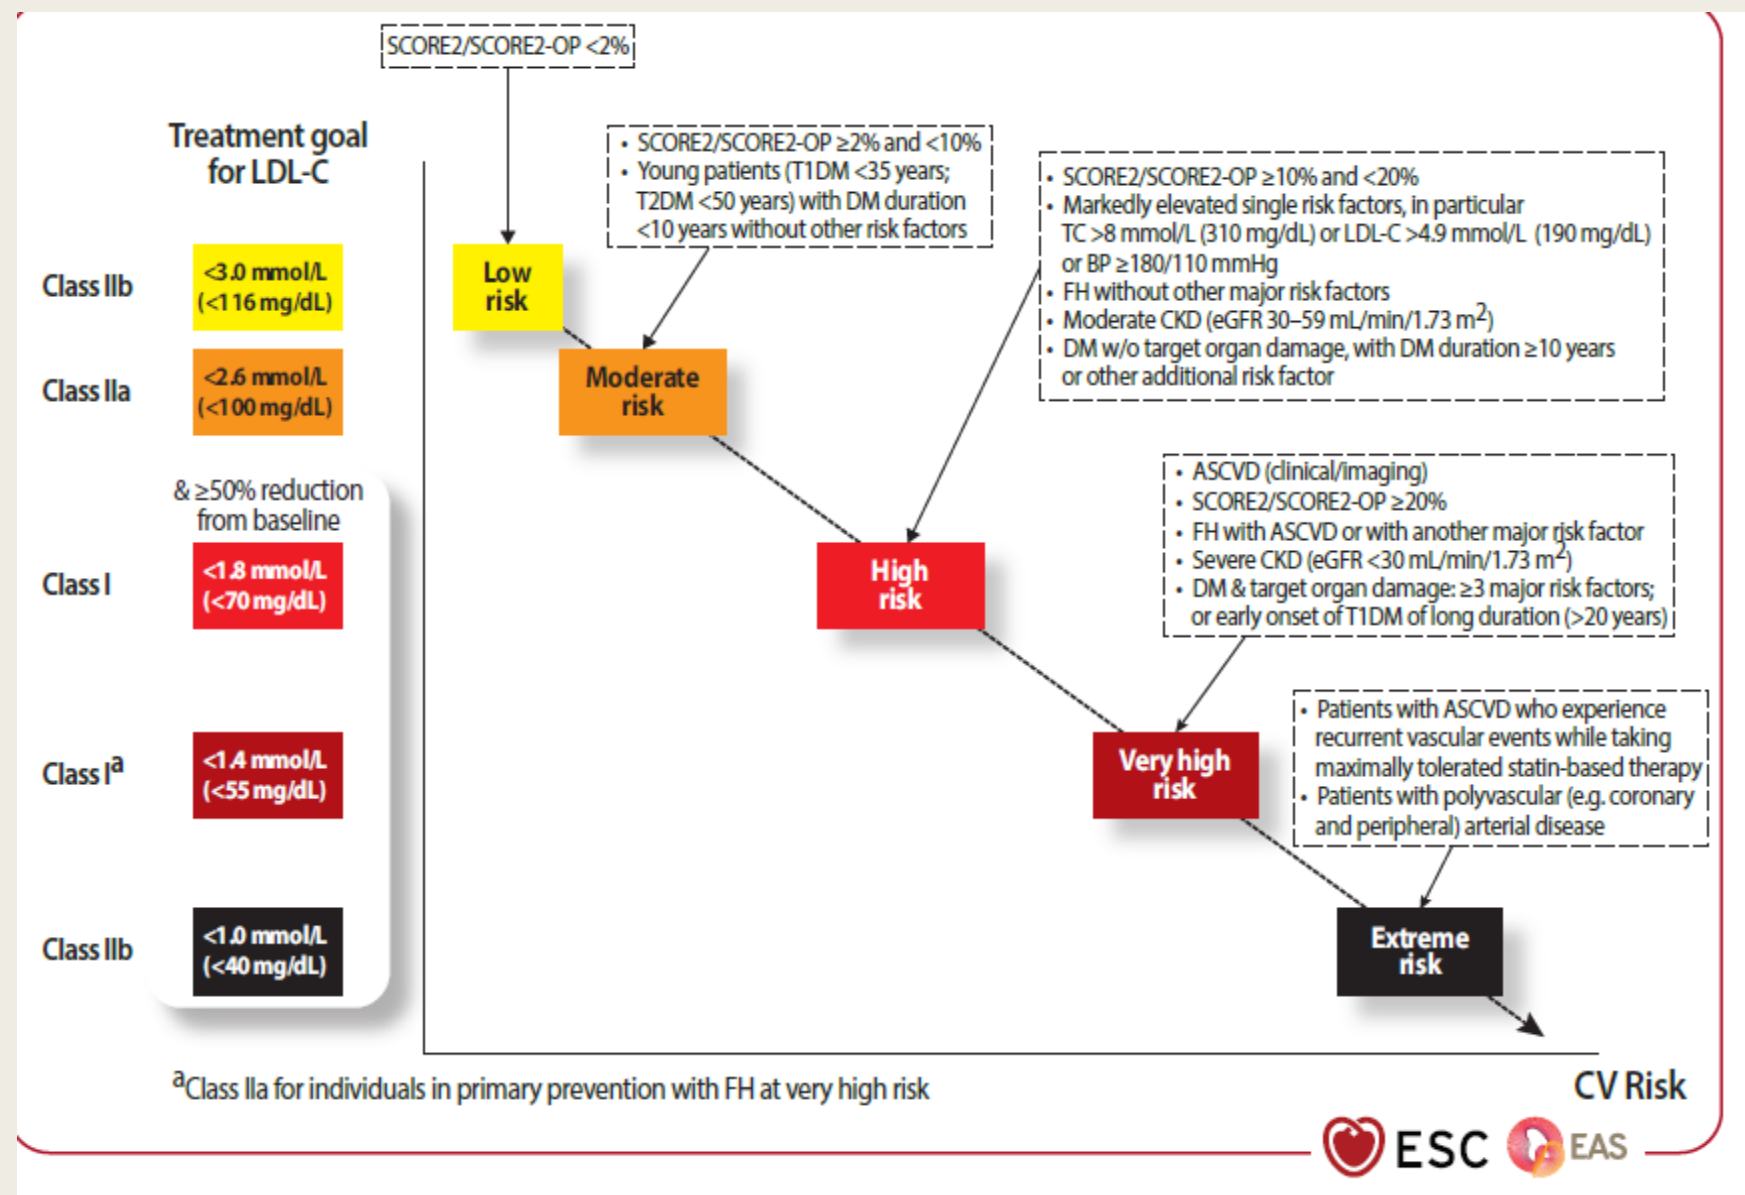 SCORE2/SCORE2-OP <2%
Treatment goal
for LDL-C
• SCORE2/SCORE2-OP ≥2% and <10%
• Young patients (T1DM <35 years;
T2DM <50 years) with DM duration
<10 years without other risk factors
• SCORE2/SCORE2-OP ≥10% and <20%
• Markedly elevated single risk factors, in particular
TC >8 mmol/L (310 mg/dL) or LDL-C >4.9 mmol/L (190 mg/dL)
or BP ≥180/110 mmHg
• FH without other major risk factors
• Moderate CKD (eGFR 30–59 mL/min/1.73 m²)
• DM w/o target organ damage, with DM duration ≥10 years
or other additional risk factor
Class IIb
<3.0 mmol/L
(<116 mg/dL)
Low
risk
Class IIa
<2.6 mmol/L
(<100 mg/dL)
Moderate
risk
& ≥50% reduction
from baseline
• ASCVD (clinical/imaging)
• SCORE2/SCORE2-OP ≥20%
• FH with ASCVD or with another major risk factor
• Severe CKD (eGFR <30 mL/min/1.73 m²)
• DM & target organ damage: ≥3 major risk factors;
or early onset of T1DM of long duration (>20 years)
Class I
<1.8 mmol/L
(<70 mg/dL)
High
risk
• Patients with ASCVD who experience
recurrent vascular events while taking
maximally tolerated statin-based therapy
• Patients with polyvascular (e.g. coronary
and peripheral) arterial disease
Class Iᵃ
<1.4 mmol/L
(<55 mg/dL)
Very high
risk
Class IIb
<1.0 mmol/L
(<40 mg/dL)
Extreme
risk
ᵃClass IIa for individuals in primary prevention with FH at very high risk
CV Risk
ESC
EAS